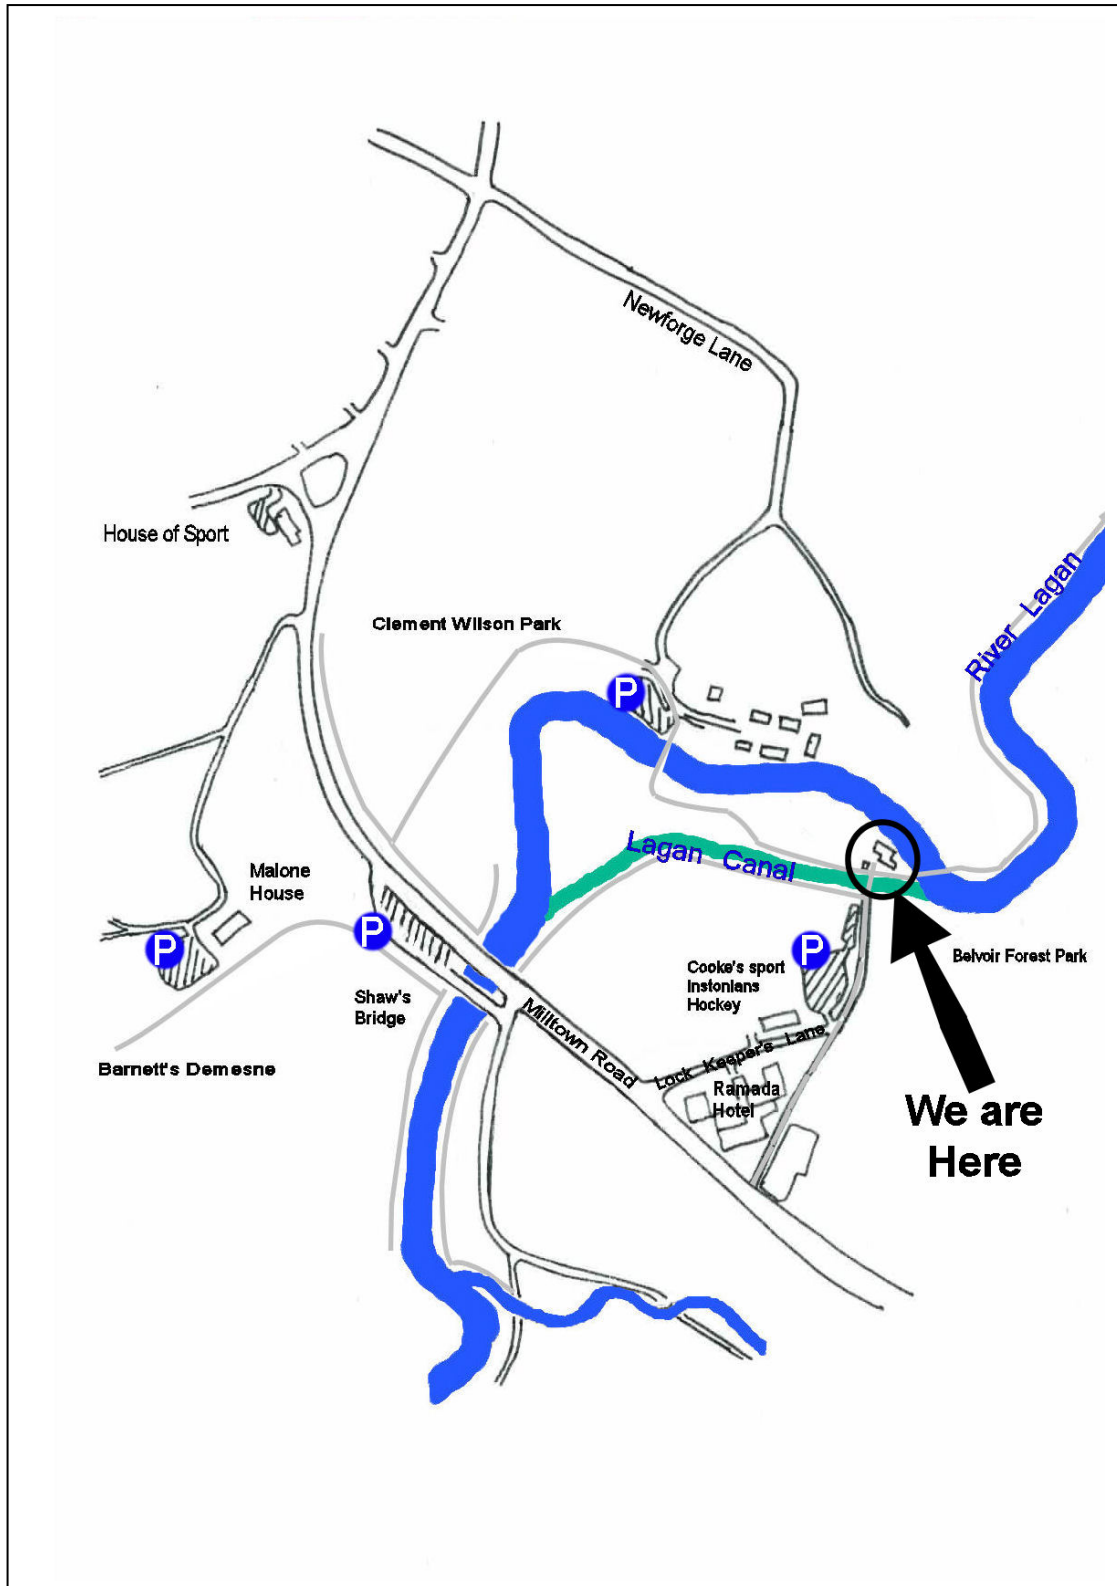 Newforge Lane
House of Sport
River Lagan
Clement Wilson Park
P
Lagan Canal
Malone
House
P
P
P
Belvoir Forest Park
Cooke's sport
Instonians
Hockey
Shaw's
Bridge
Milltown Road
Lock Keeper's Lane
Barnett's Demesne
Ramada
Hotel
We are
Here